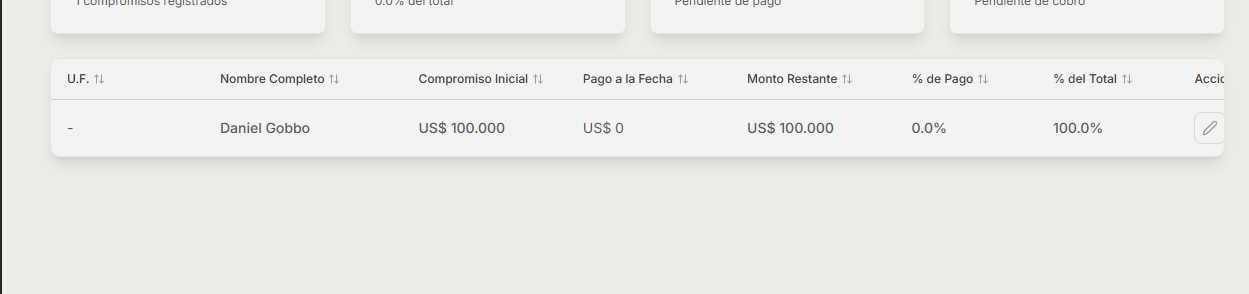 1 compromisos registrados
0.0% del total
Pendiente de pago
Pendiente de cobro
U.F. Nombre Completo Compromiso Inicial Pago a la Fecha Monto Restante % de Pago % del Total Accio
- Daniel Gobbo US$ 100.000 US$ 0 US$ 100.000 0.0% 100.0%